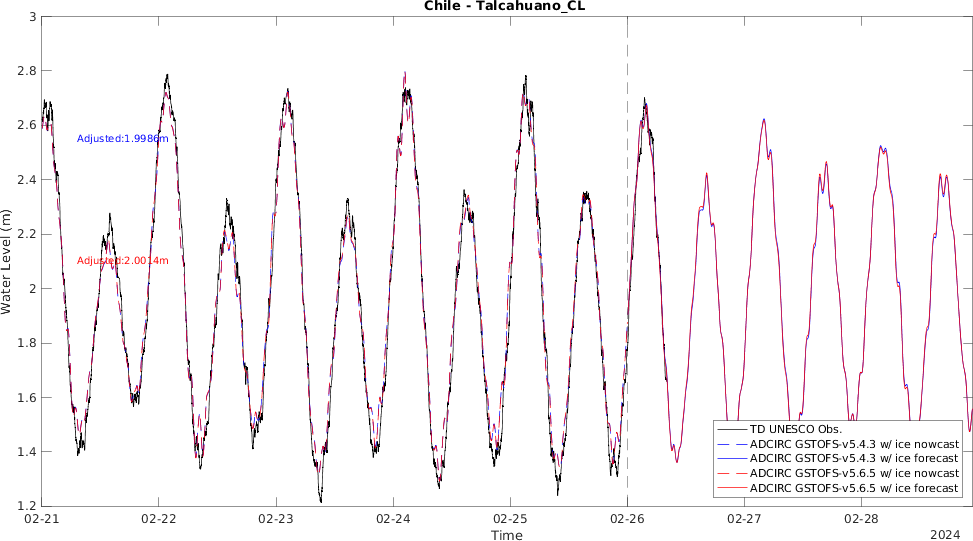 Chile - Talcahuano_CL
3
2.8
2.6
2.4
2.2
2
1.8
1.6
1.4
1.2
Water Level (m)
Adjusted:1.9986m
Adjusted:2.0014m
TD UNESCO Obs.
ADCIRC GSTOFS-v5.4.3 w/ ice nowcast
ADCIRC GSTOFS-v5.4.3 w/ ice forecast
ADCIRC GSTOFS-v5.6.5 w/ ice nowcast
ADCIRC GSTOFS-v5.6.5 w/ ice forecast
02-21 02-22 02-23 02-24 02-25 02-26 02-27 02-28
Time
2024